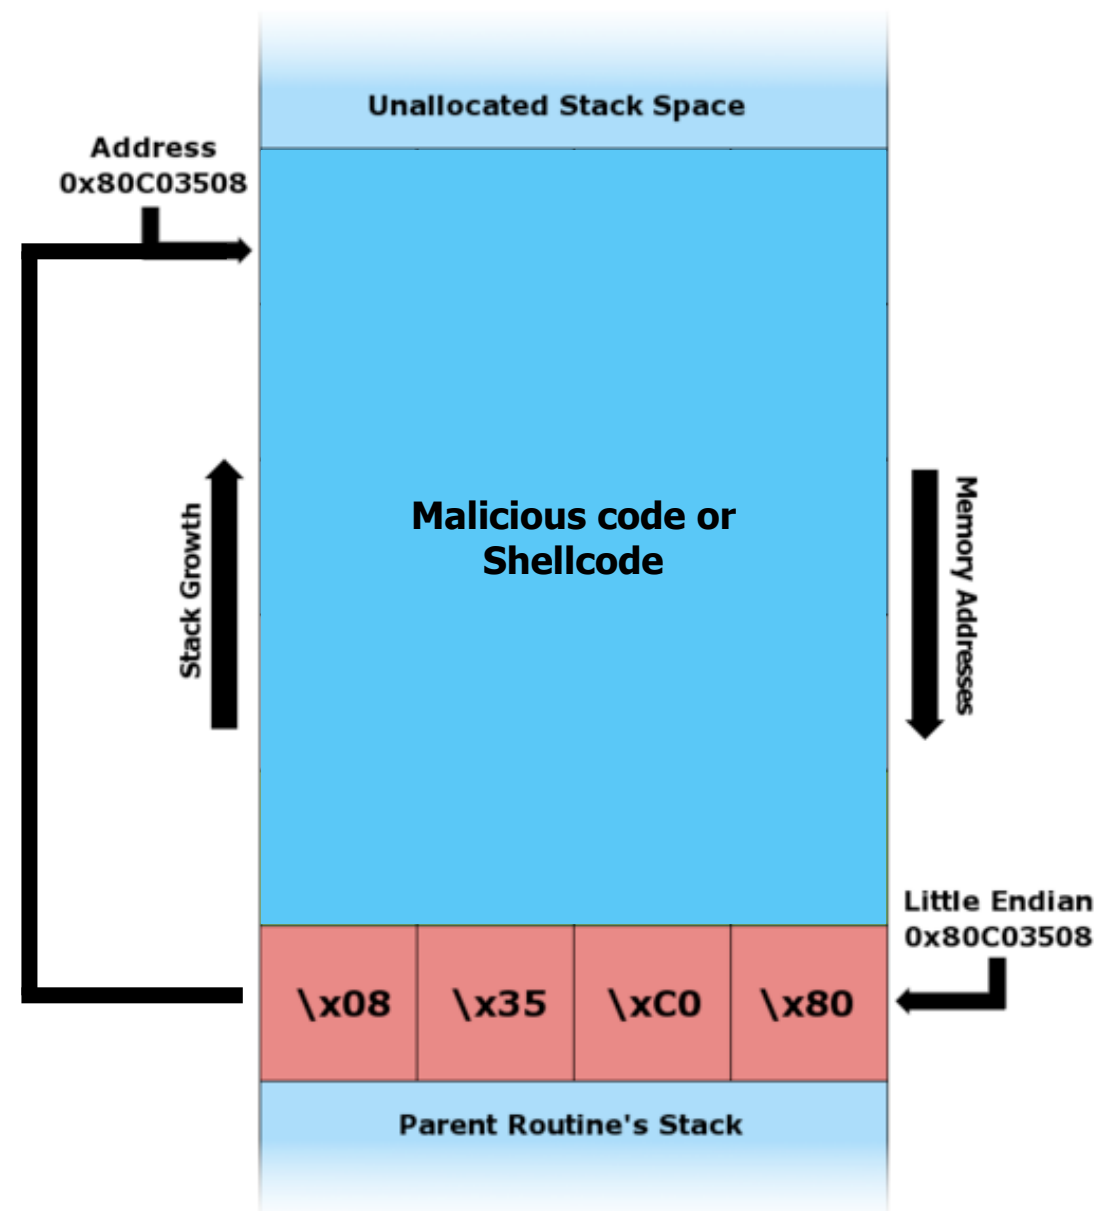 Unallocated Stack Space
Address
0x80C03508
Malicious code or
Shellcode
Stack Growth
Memory Addresses
Little Endian
0x80C03508
\x08 \x35 \xC0 \x80
Parent Routine's Stack